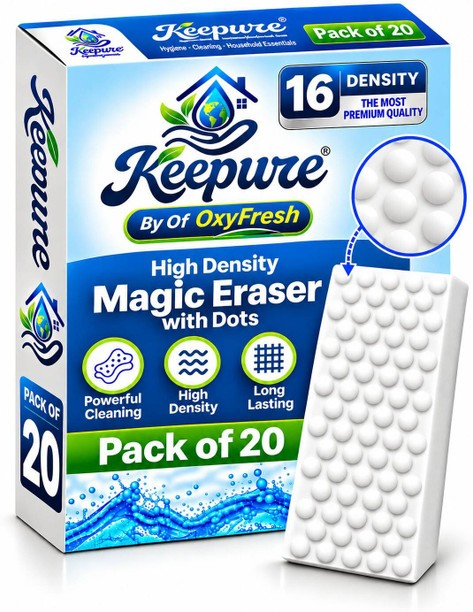 Keepure
Keepure®
Hygiene - Cleaning - Household Essentials
Pack of 20
16 DENSITY
THE MOST
PREMIUM QUALITY
Keepure
Keepure®
By Of OxyFresh
High Density
Magic Eraser
with Dots
Powerful
Cleaning
High
Density
Long
Lasting
PACK OF
20
Pack of 20